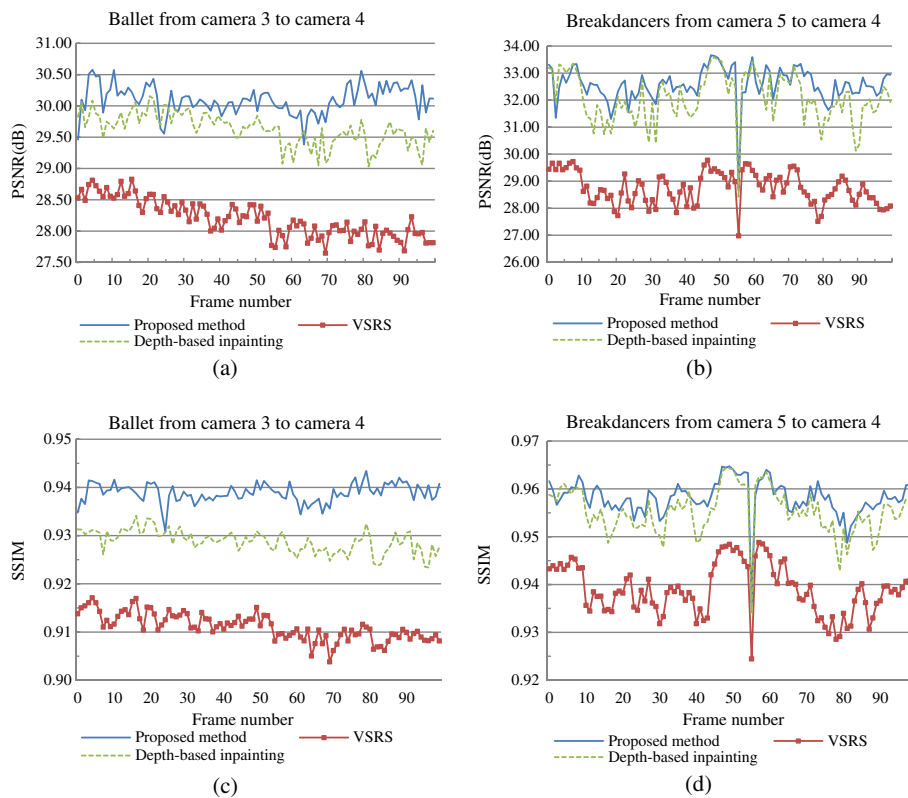 Ballet from camera 3 to camera 4
31.00
30.50
30.00
29.50
29.00
28.50
28.00
27.50
PSNR(dB)
0 10 20 30 40 50 60 70 80 90
Frame number
Proposed method VSRS
Depth-based inpainting
(a)
Breakdancers from camera 5 to camera 4
34.00
33.00
32.00
31.00
30.00
29.00
28.00
27.00
26.00
PSNR(dB)
0 10 20 30 40 50 60 70 80 90
Frame number
Proposed method VSRS
Depth-based inpainting
(b)
Ballet from camera 3 to camera 4
0.95
0.94
0.93
0.92
0.91
0.90
SSIM
0 10 20 30 40 50 60 70 80 90
Frame number
Proposed method VSRS
Depth-based inpainting
(c)
Breakdancers from camera 5 to camera 4
0.97
0.96
0.95
0.94
0.93
0.92
SSIM
0 10 20 30 40 50 60 70 80 90
Frame number
Proposed method VSRS
Depth-based inpainting
(d)